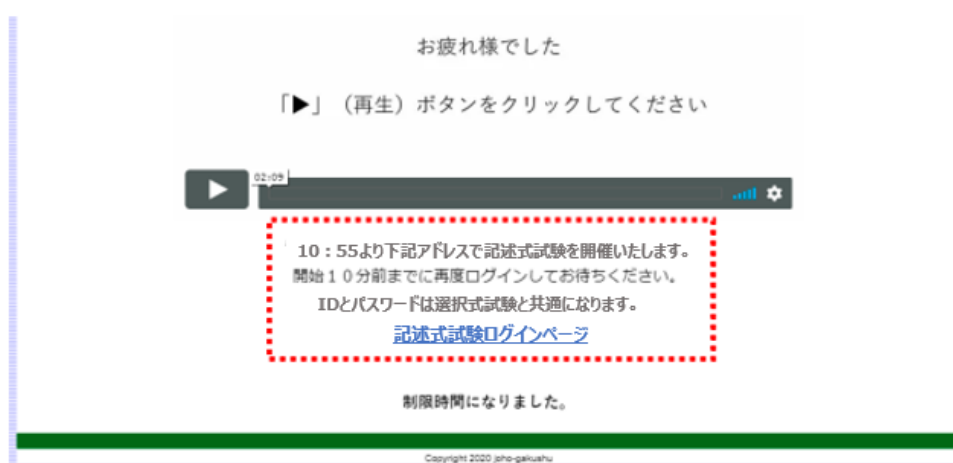 お疲れ様でした
「▶」（再生）ボタンをクリックしてください
02:09
10：55より下記アドレスで記述式試験を開催いたします。
開始１０分前までに再度ログインしてお待ちください。
IDとパスワードは選択式試験と共通になります。
記述式試験ログインページ
制限時間になりました。
Copyright 2020 joho-gakushu